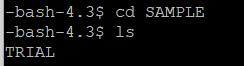 -bash-4.3$ cd SAMPLE
-bash-4.3$ ls
TRIAL